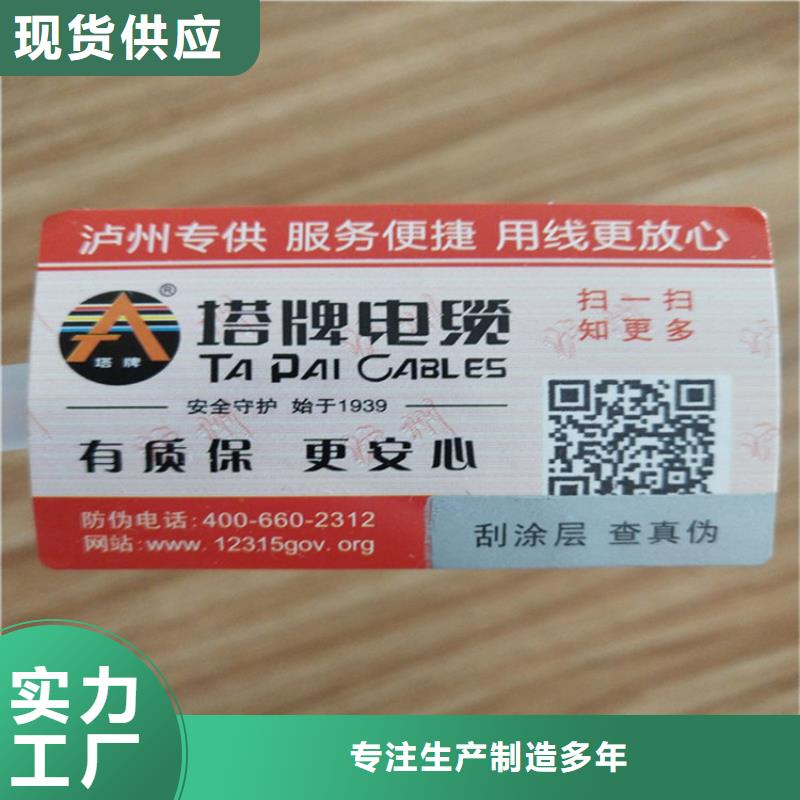 现货供应
泸州专供 服务便捷 用线更放心
塔牌
®
塔牌电缆
TA PAI CABLES
安全守护 始于1939
有质保 更安心
扫一扫
知更多
防伪电话:400-660-2312
网站:www.12315gov.org
刮涂层 查真伪
实力
工厂
专注生产制造多年